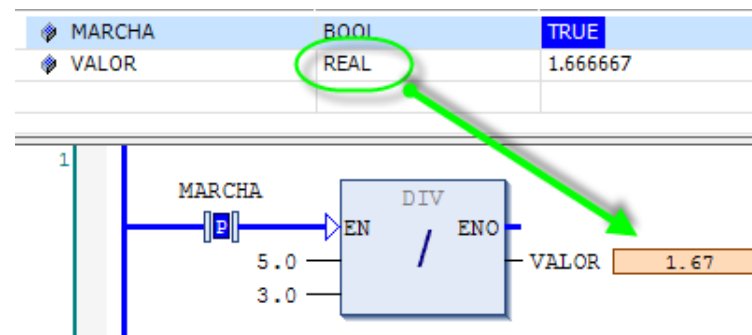 MARCHA BOOL TRUE
VALOR REAL 1.666667
1
MARCHA
DIV
P
EN ENO
/
5.0 VALOR 1.67
3.0